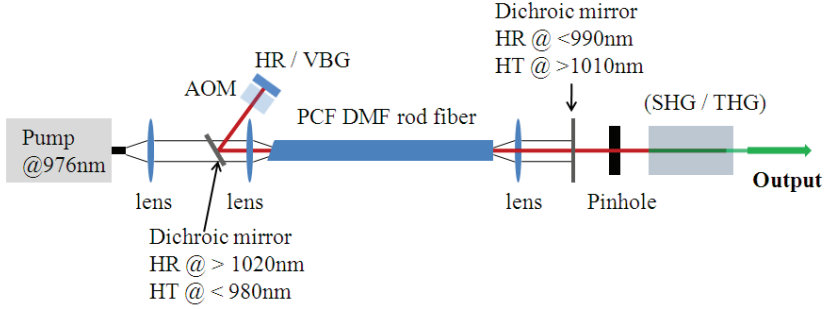 Dichroic mirror
HR @ <990nm
HT @ >1010nm
HR / VBG
AOM
PCF DMF rod fiber
(SHG / THG)
Pump
@976nm
lens
lens
lens
Pinhole
Output
Dichroic mirror
HR @ > 1020nm
HT @ < 980nm